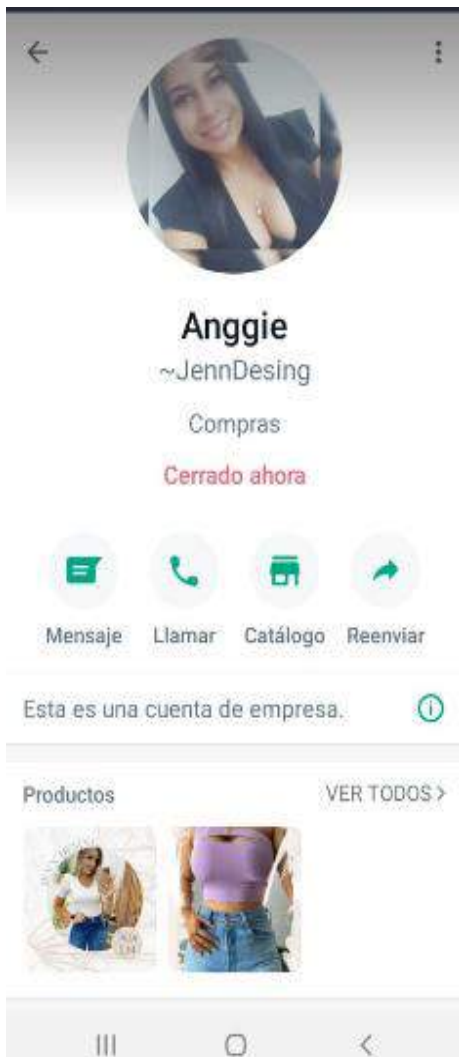 Anggie
~JennDesing
Compras
Cerrado ahora
Mensaje Llamar Catálogo Reenviar
Esta es una cuenta de empresa.
Productos VER TODOS >